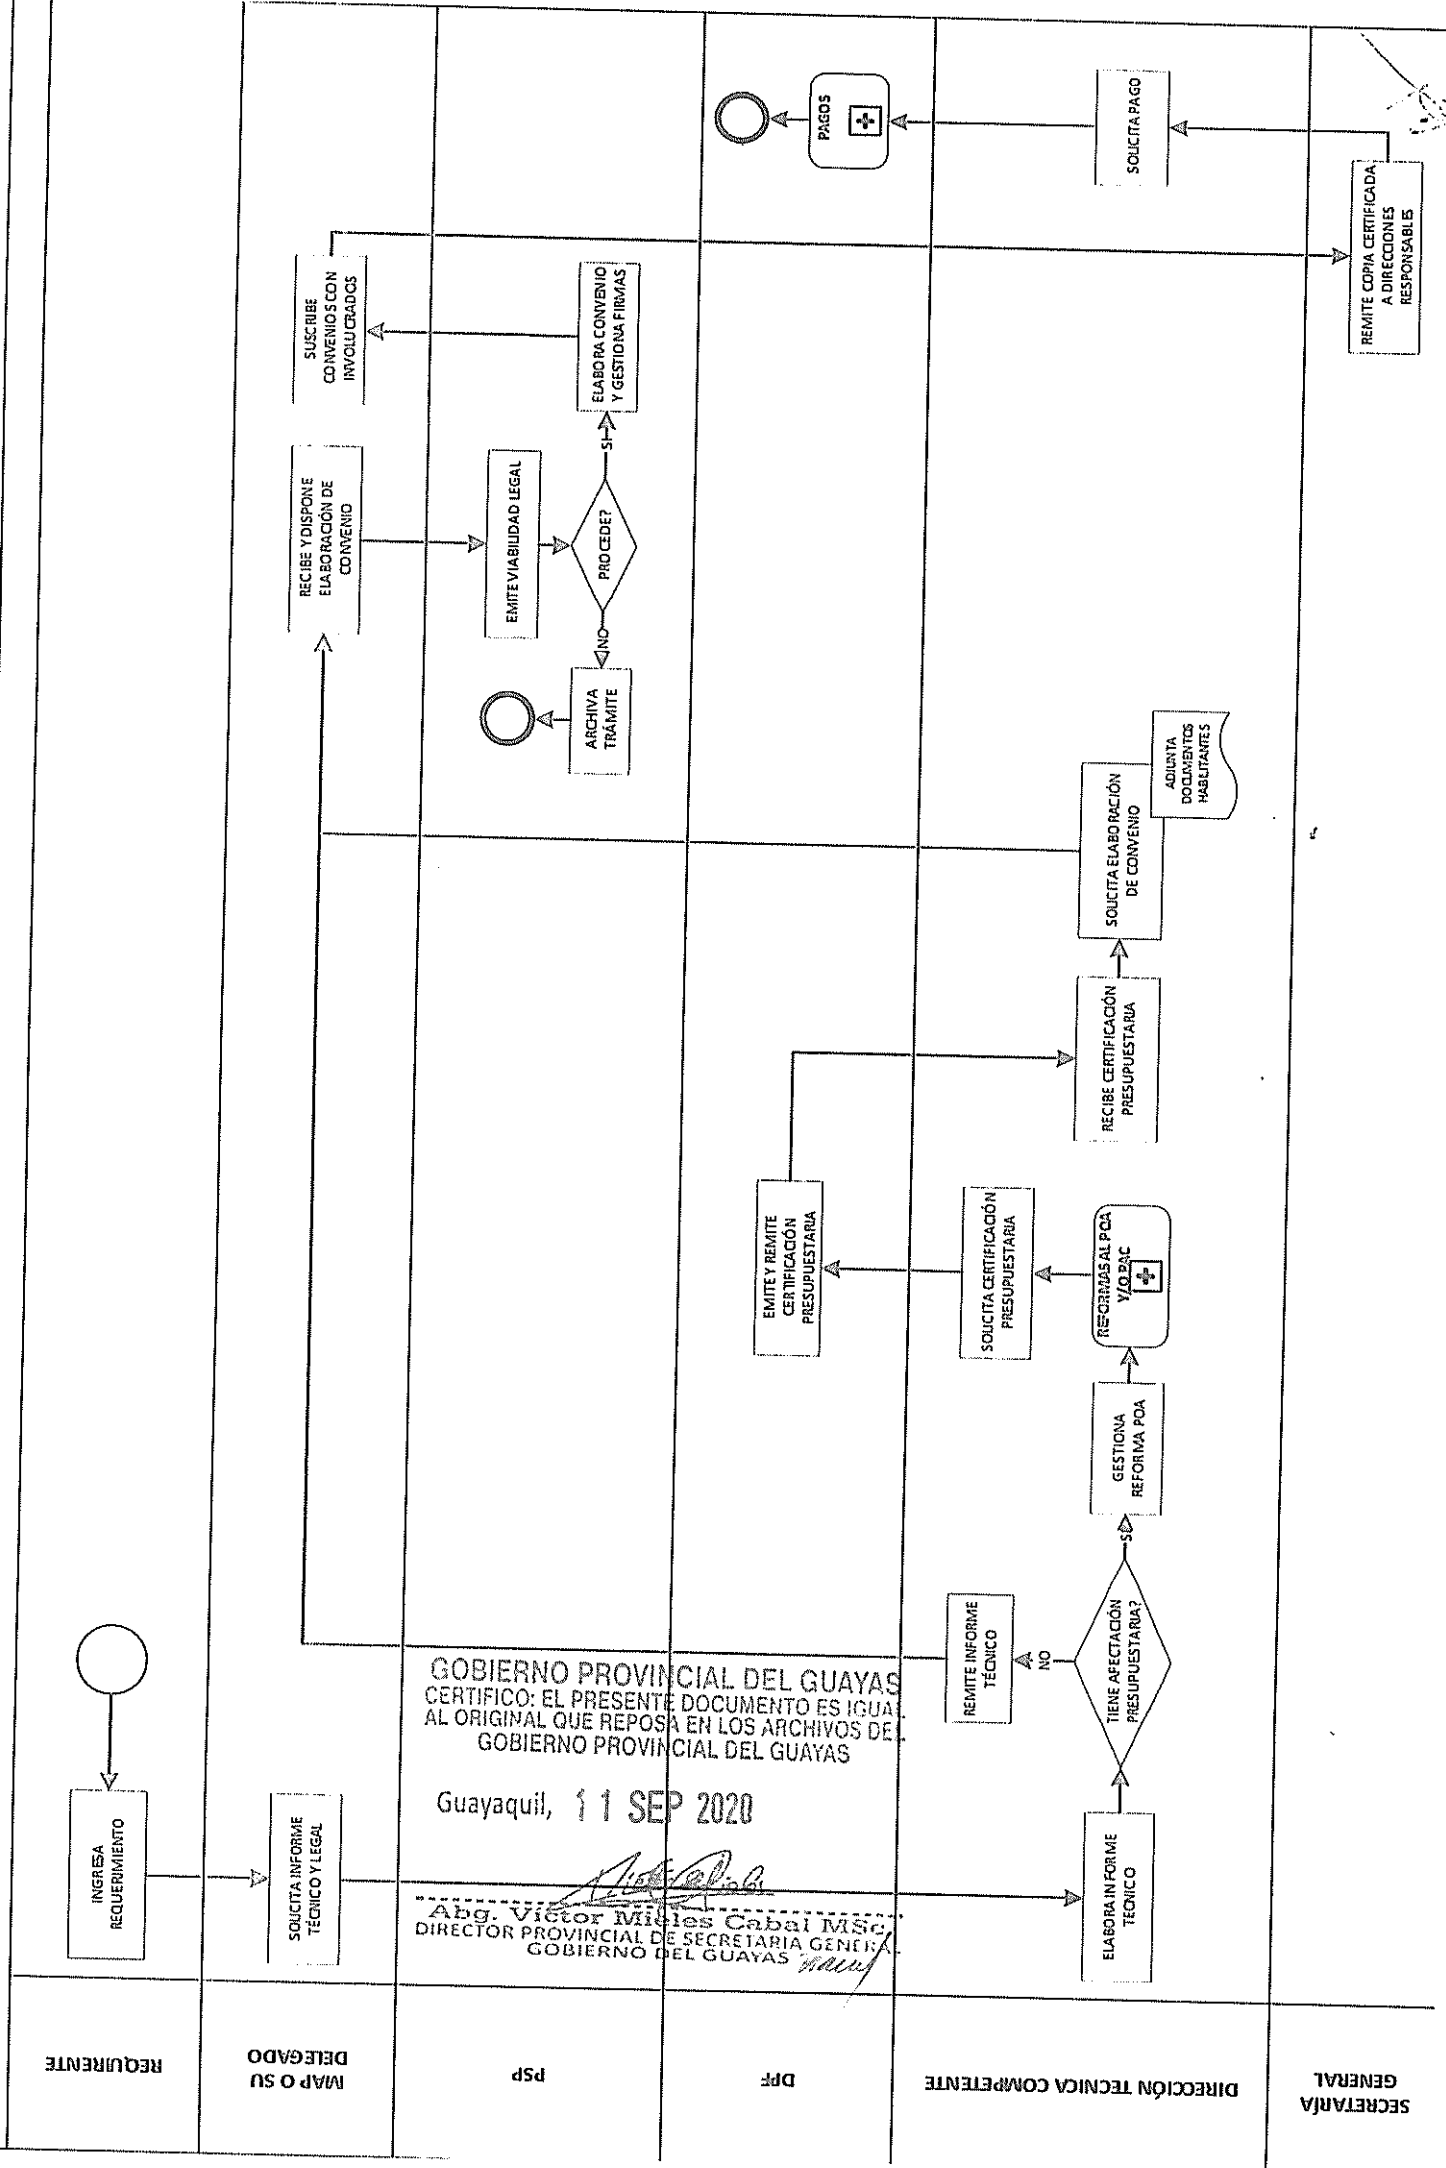 REQUIRENTE
MAP O SU
DELEGADO
PSP
DPF
DIRECCIÓN TECNICA COMPETENTE
SECRETARÍA
GENERAL
INGRESA
REQUERIMIENTO
SOLICITA INFORME
TÉCNICO Y LEGAL
ELABORA INFORME
TECNICO
TIENE AFECTACIÓN
PRESUPUESTARIA?
NO
REMITE INFORME
TÉCNICO
SI
GESTIONA
REFORMA POA
REFORMAS AL POA
Y/O PAC
SOLICITA CERTIFICACIÓN
PRESUPUESTARIA
EMITE Y REMITE
CERTIFICACIÓN
PRESUPUESTARIA
RECIBE CERTIFICACIÓN
PRESUPUESTARIA
SOLICITA ELABORACIÓN
DE CONVENIO
ADJUNTA
DOCUMENTOS
HABILITANTES
RECIBE Y DISPONE
ELABORACIÓN DE
CONVENIO
EMITE VIABILIDAD LEGAL
PROCEDE?
NO
ARCHIVA
TRÁMITE
SI
ELABORA CONVENIO
Y GESTIONA FIRMAS
SUSCRIBE
CONVENIOS CON
INVOLUCRADOS
REMITE COPIA CERTIFICADA
A DIRECCIONES
RESPONSABLES
SOLICITA PAGO
PAGOS
GOBIERNO PROVINCIAL DEL GUAYAS
CERTIFICO: EL PRESENTE DOCUMENTO ES IGUAL
AL ORIGINAL QUE REPOSA EN LOS ARCHIVOS DEL
GOBIERNO PROVINCIAL DEL GUAYAS
Guayaquil, 11 SEP 2020
Abg. Víctor Mieles Cabal MSc.
DIRECTOR PROVINCIAL DE SECRETARIA GENERAL
GOBIERNO DEL GUAYAS